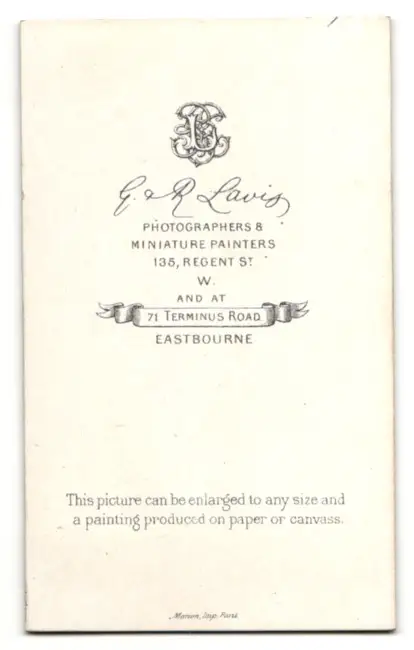 G. & R Lavis
PHOTOGRAPHERS &
MINIATURE PAINTERS
135, REGENT ST
W.
AND AT
71 TERMINUS ROAD
EASTBOURNE
This picture can be enlarged to any size and
a painting produced on paper or canvass.
Marion, Imp. Paris